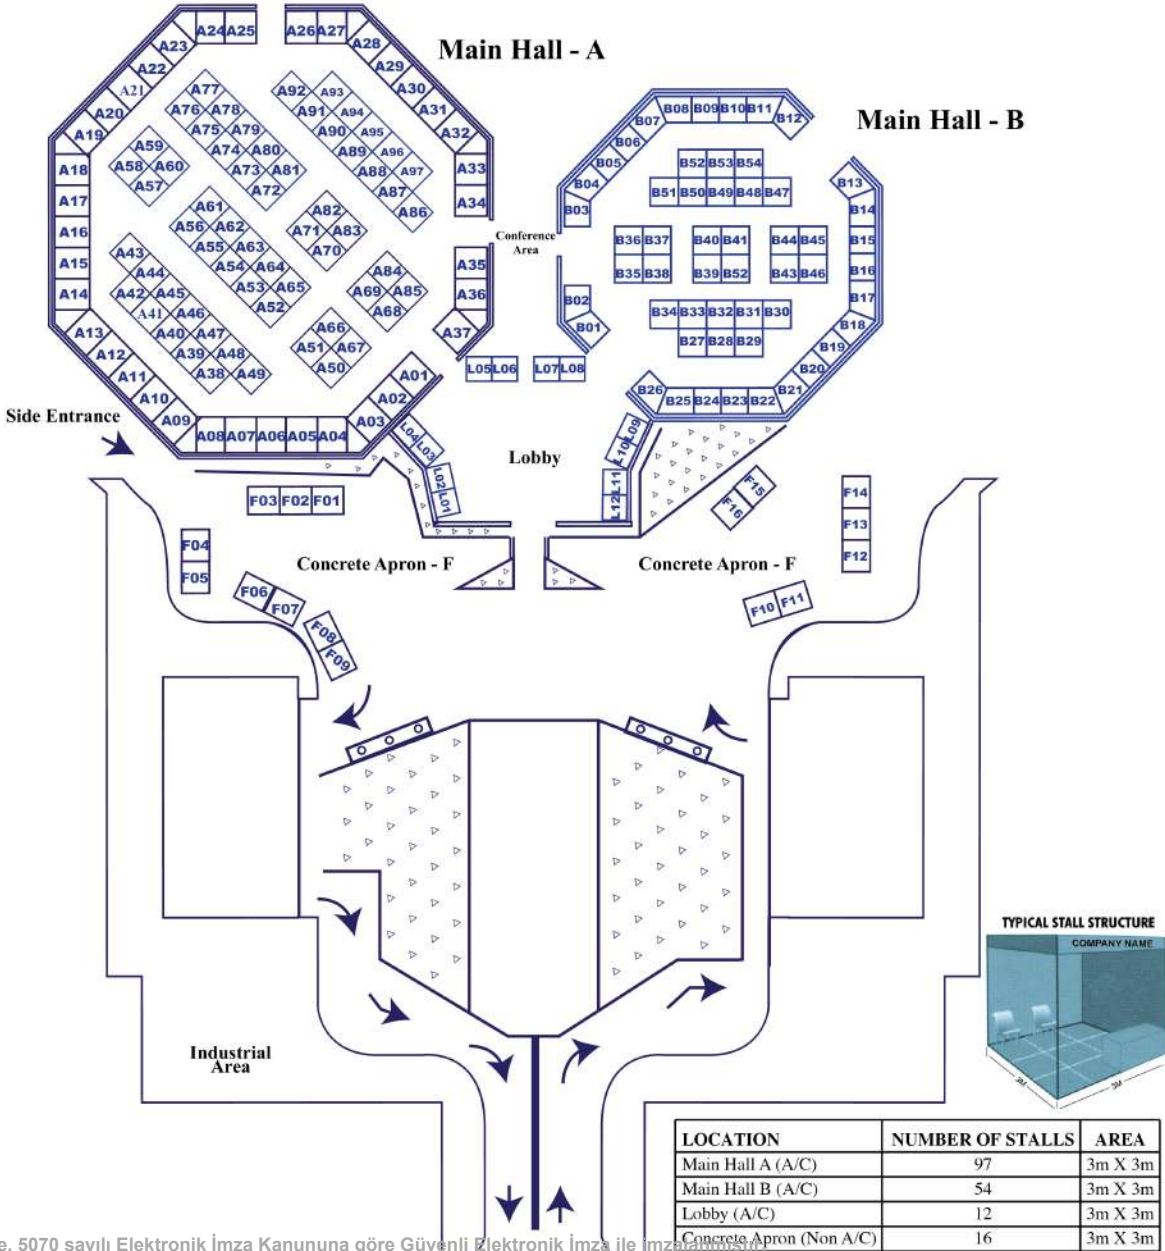 Main Hall - A
A24 A25 A26 A27
A23 A28
A22 A29
A21 A30
A20 A31
A19 A32
A18 A33
A17 A34
A16
A15 A35
A14 A36
A13 A37
A12
A11 A01
A10 A02
A09 A03
A08 A07 A06 A05 A04
A77
A76 A78
A75 A79
A74 A80
A73 A81
A72
A92 A93
A91 A94
A90 A95
A89 A96
A88 A97
A87
A86
A59
A58 A60
A57
A61
A56 A62
A55 A63
A54 A64
A53 A65
A52
A82
A71 A83
A70
A43
A44
A42 A45
A41 A46
A40 A47
A39 A48
A38 A49
A84
A69 A85
A68
A66
A51 A67
A50
Conference
Area
Main Hall - B
B08 B09 B10 B11
B07 B12
B06
B05
B04 B13
B03 B14
B15
B16
B02 B17
B01 B18
B19
B20
B26 B21
B25 B24 B23 B22
B52 B53 B54
B51 B50 B49 B48 B47
B36 B37 B40 B41 B44 B45
B35 B38 B39 B52 B43 B46
B34 B33 B32 B31 B30
B27 B28 B29
L05 L06 L07 L08
Side Entrance
L04 L03
L02 L01
Lobby
L09
L10
L11
L12
F03 F02 F01
F04
F05
F06 F07
F08
F09
Concrete Apron - F
Concrete Apron - F
F15
F16
F14
F13
F12
F10 F11
Industrial
Area
TYPICAL STALL STRUCTURE
COMPANY NAME
3M 3M
LOCATION NUMBER OF STALLS AREA
Main Hall A (A/C) 97 3m X 3m
Main Hall B (A/C) 54 3m X 3m
Lobby (A/C) 12 3m X 3m
Concrete Apron (Non A/C) 16 3m X 3m
e. 5070 sayılı Elektronik İmza Kanununa göre Güvenli Elektronik İmza ile imzalanmıştır.